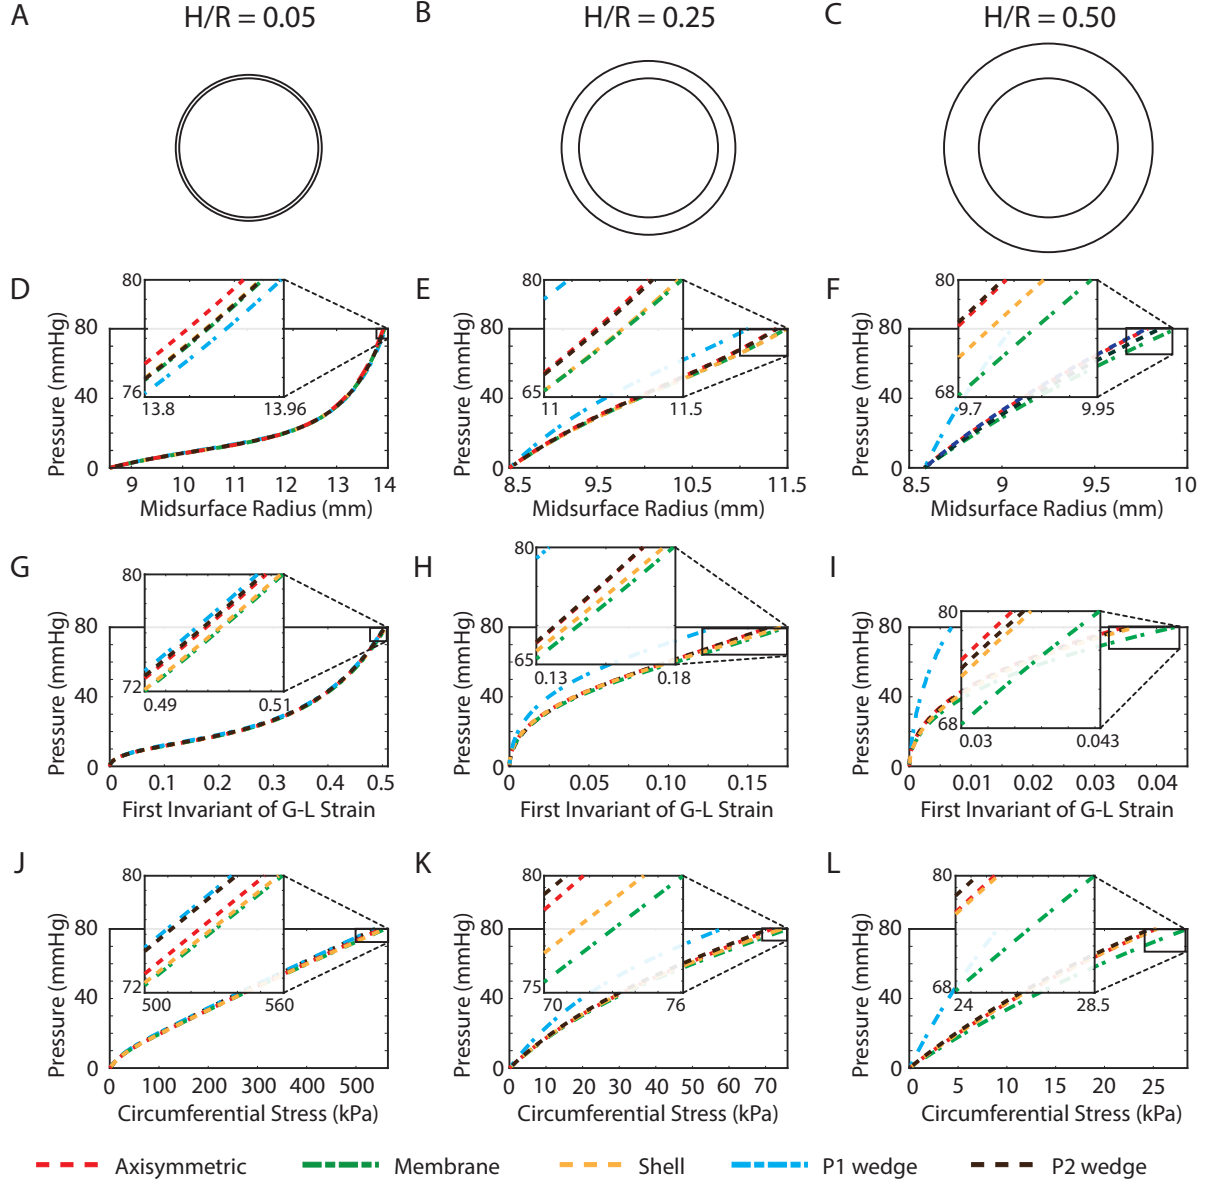 A
H/R = 0.05
B
H/R = 0.25
C
H/R = 0.50
D
Pressure (mmHg)
80
40
0
80
76
13.8
13.96
9
10
11
12
13
14
Midsurface Radius (mm)
E
Pressure (mmHg)
80
40
0
80
65
11
11.5
8.5
9.5
10.5
11.5
Midsurface Radius (mm)
F
Pressure (mmHg)
80
40
0
80
68
9.7
9.95
8.5
9
9.5
10
Midsurface Radius (mm)
G
Pressure (mmHg)
80
40
0
80
72
0.49
0.51
0
0.1
0.2
0.3
0.4
0.5
First Invariant of G-L Strain
H
Pressure (mmHg)
80
40
0
80
65
0.13
0.18
0
0.05
0.1
0.15
First Invariant of G-L Strain
I
Pressure (mmHg)
80
40
0
80
68
0.03
0.043
0
0.01
0.02
0.03
0.04
First Invariant of G-L Strain
J
Pressure (mmHg)
80
40
0
80
72
500
560
0
100
200
300
400
500
Circumferential Stress (kPa)
K
Pressure (mmHg)
80
40
0
80
75
70
76
0
10
20
30
40
50
60
70
Circumferential Stress (kPa)
L
Pressure (mmHg)
80
40
0
80
68
24
28.5
0
5
10
15
20
25
Circumferential Stress (kPa)
Axisymmetric
Membrane
Shell
P1 wedge
P2 wedge